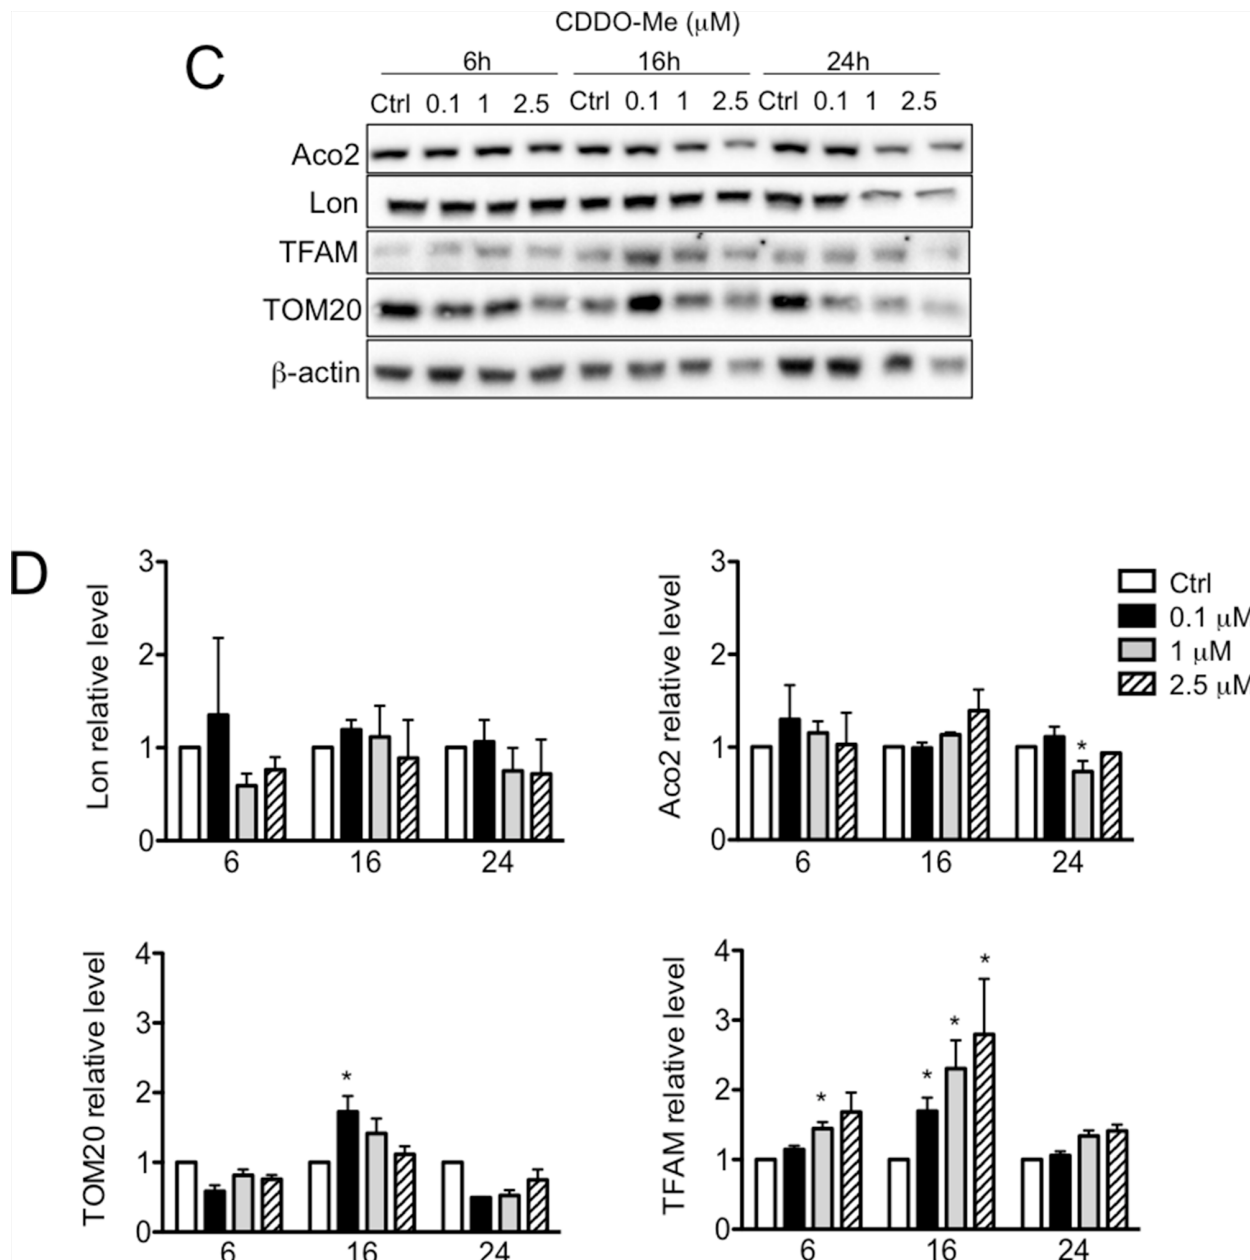 CDDO-Me (μM)
C
6h 16h 24h
Ctrl 0.1 1 2.5 Ctrl 0.1 1 2.5 Ctrl 0.1 1 2.5
Aco2
Lon
TFAM
TOM20
β-actin
D
Lon relative level
3
2
1
0
6 16 24
Aco2 relative level
3
2
1
0
*
6 16 24
Ctrl
0.1 μM
1 μM
2.5 μM
TOM20 relative level
4
3
2
1
0
*
6 16 24
TFAM relative level
4
3
2
1
0
* * * *
6 16 24